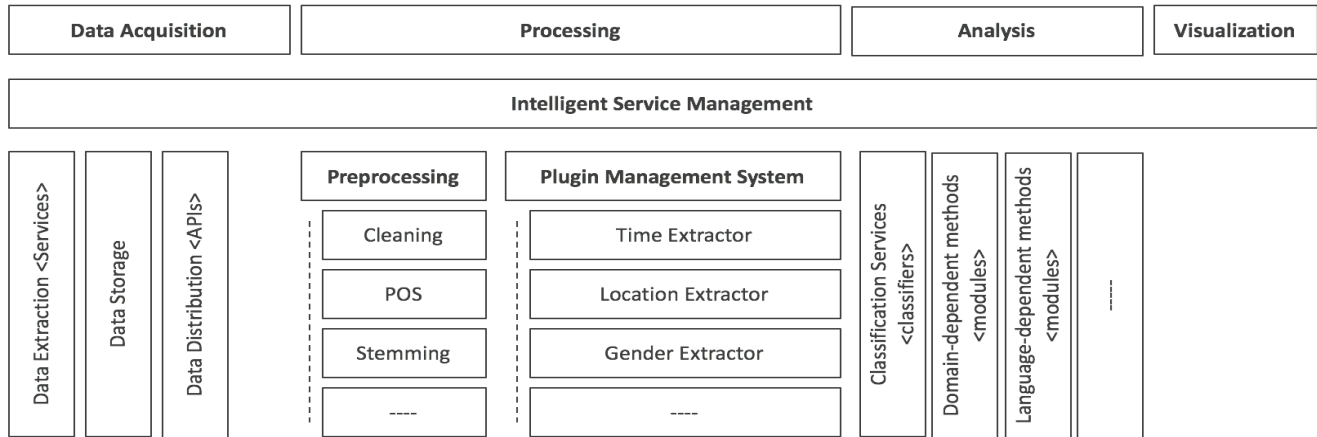 Data Acquisition
Processing
Analysis
Visualization
Intelligent Service Management
Data Extraction <Services>
Data Storage
Data Distribution <APIs>
Preprocessing
Cleaning
POS
Stemming
----
Plugin Management System
Time Extractor
Location Extractor
Gender Extractor
----
Classification Services
<classifiers>
Domain-dependent methods
<modules>
Language-dependent methods
<modules>
-----